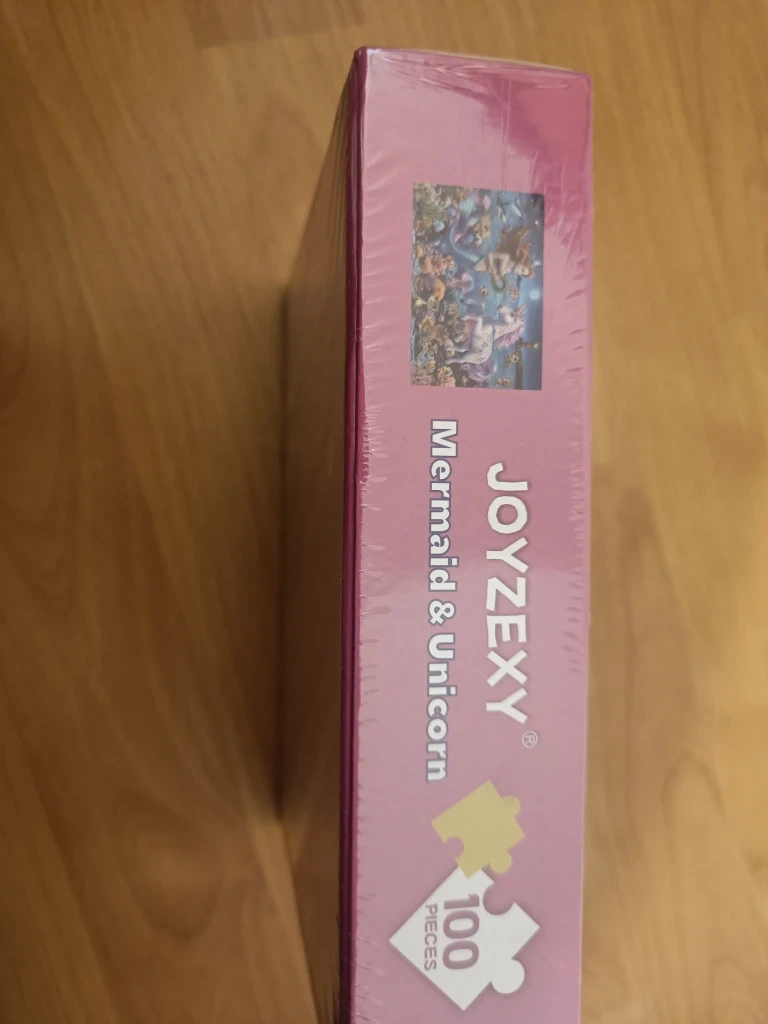 JOYZEXY®
Mermaid & Unicorn
100
PIECES